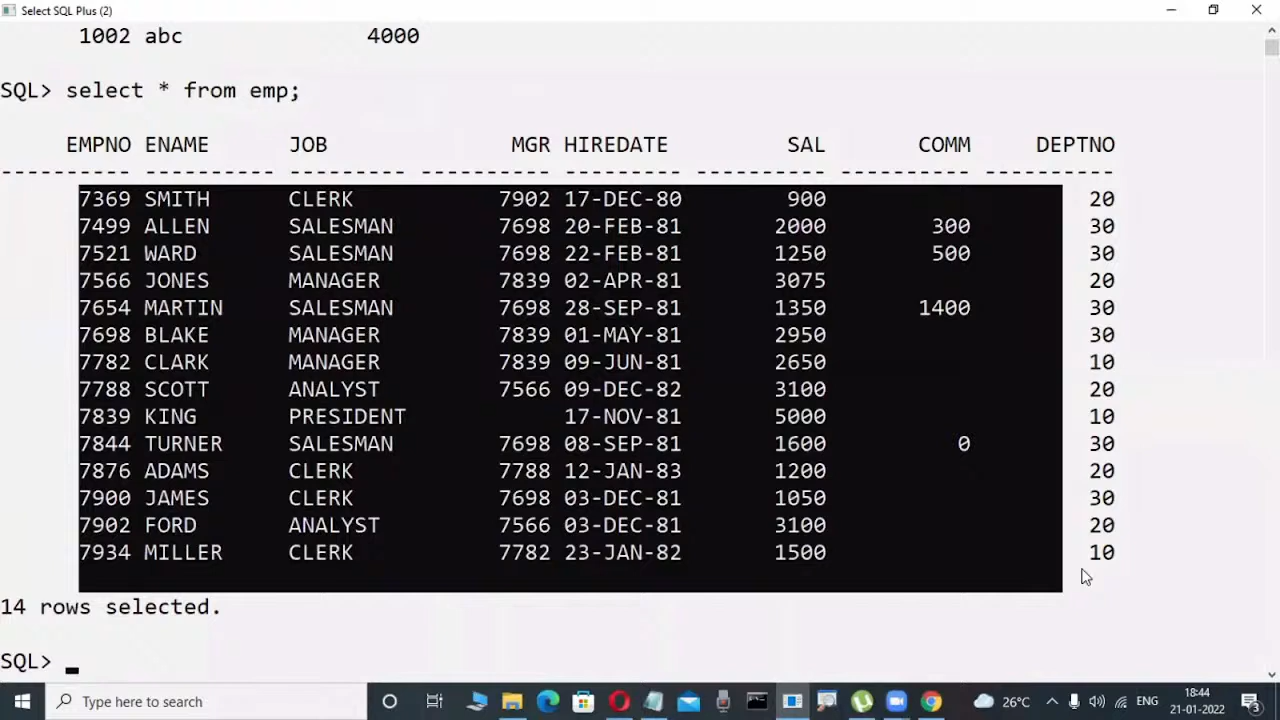 Select SQL Plus (2)
1002 abc 4000
SQL> select * from emp;
EMPNO ENAME JOB MGR HIREDATE SAL COMM DEPTNO
---------- ---------- --------- ---------- --------- ---------- ---------- ----------
7369 SMITH CLERK 7902 17-DEC-80 900 20
7499 ALLEN SALESMAN 7698 20-FEB-81 2000 300 30
7521 WARD SALESMAN 7698 22-FEB-81 1250 500 30
7566 JONES MANAGER 7839 02-APR-81 3075 20
7654 MARTIN SALESMAN 7698 28-SEP-81 1350 1400 30
7698 BLAKE MANAGER 7839 01-MAY-81 2950 30
7782 CLARK MANAGER 7839 09-JUN-81 2650 10
7788 SCOTT ANALYST 7566 09-DEC-82 3100 20
7839 KING PRESIDENT 17-NOV-81 5000 10
7844 TURNER SALESMAN 7698 08-SEP-81 1600 0 30
7876 ADAMS CLERK 7788 12-JAN-83 1200 20
7900 JAMES CLERK 7698 03-DEC-81 1050 30
7902 FORD ANALYST 7566 03-DEC-81 3100 20
7934 MILLER CLERK 7782 23-JAN-82 1500 10
14 rows selected.
SQL>
Type here to search
26°C ENG
18:44
21-01-2022
3